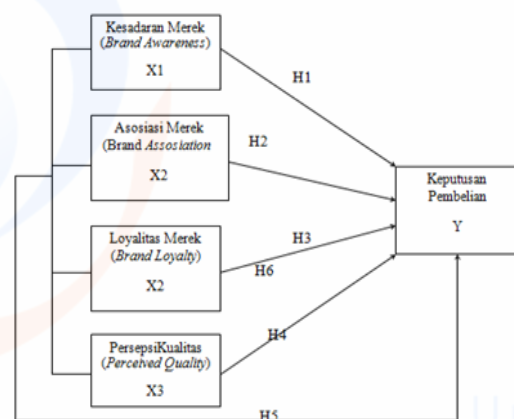 Kesadaran Merek
(Brand Awareness)
X1
H1
Asosiasi Merek
(Brand Assosiation
X2
H2
Keputusan
Pembelian
Y
Loyalitas Merek
(Brand Loyalty)
X2
H3
H6
PersepsiKualitas
(Perceived Quality)
X3
H4
H5